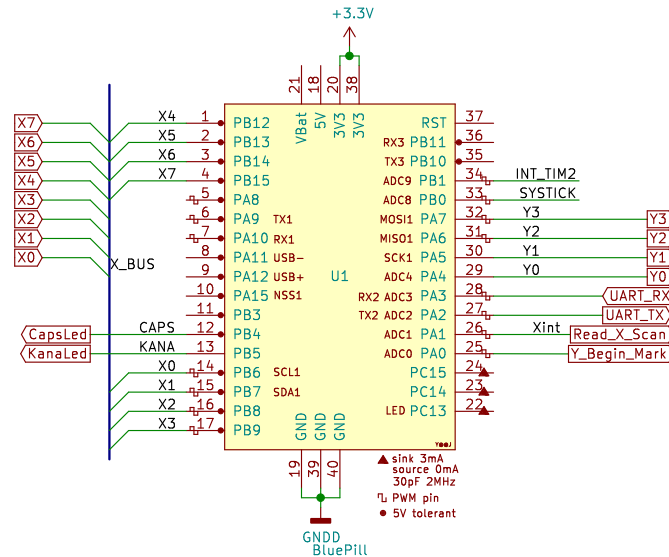 +3.3V
21 18 20 38
VBat 5V 3V3 3V3
X7 X4 1 PB12 RST 37
X6 X5 2 PB13 RX3 PB11 36
X5 X6 3 PB14 TX3 PB10 35
X4 X7 4 PB15 ADC9 PB1 34 INT_TIM2
X3 5 PA8 ADC8 PB0 33 SYSTICK
X2 6 PA9 TX1 MOSI1 PA7 32 Y3 Y3
X1 7 PA10 RX1 MISO1 PA6 31 Y2 Y2
X0 X_BUS 8 PA11 USB- SCK1 PA5 30 Y1 Y1
9 PA12 USB+ U1 ADC4 PA4 29 Y0 Y0
10 PA15 NSS1 RX2 ADC3 PA3 28 UART_RX
11 PB3 TX2 ADC2 PA2 27 UART_TX
CapsLed CAPS 12 PB4 ADC1 PA1 26 Xint Read_X_Scan
KanaLed KANA 13 PB5 ADC0 PA0 25 Y_Begin_Mark
X0 14 PB6 SCL1 PC15 24
X1 15 PB7 SDA1 PC14 23
X2 16 PB8 LED PC13 22
X3 17 PB9
GND GND GND
19 39 40
sink 3mA
source 0mA
30pF 2MHz
PWM pin
5V tolerant
GNDD
BluePill